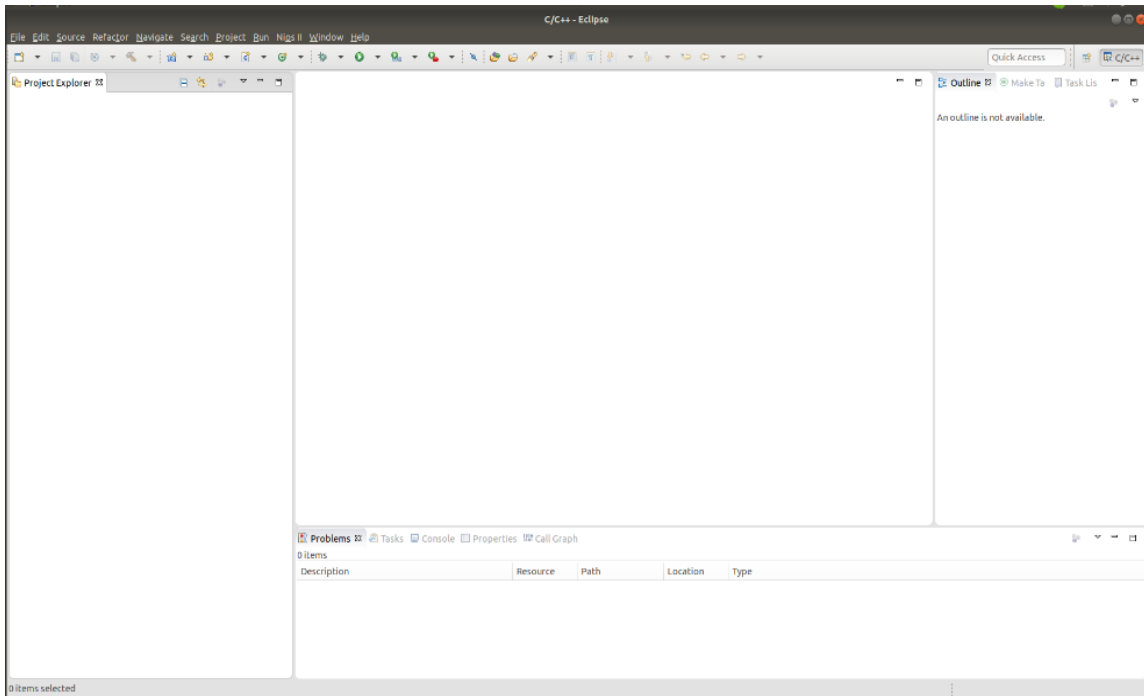 C/C++ - Eclipse
File Edit Source Refactor Navigate Search Project Run Nios II Window Help
Quick Access
C/C++
Project Explorer
Outline Make Ta Task Lis
An outline is not available.
Problems Tasks Console Properties Call Graph
0 items
Description Resource Path Location Type
0 items selected